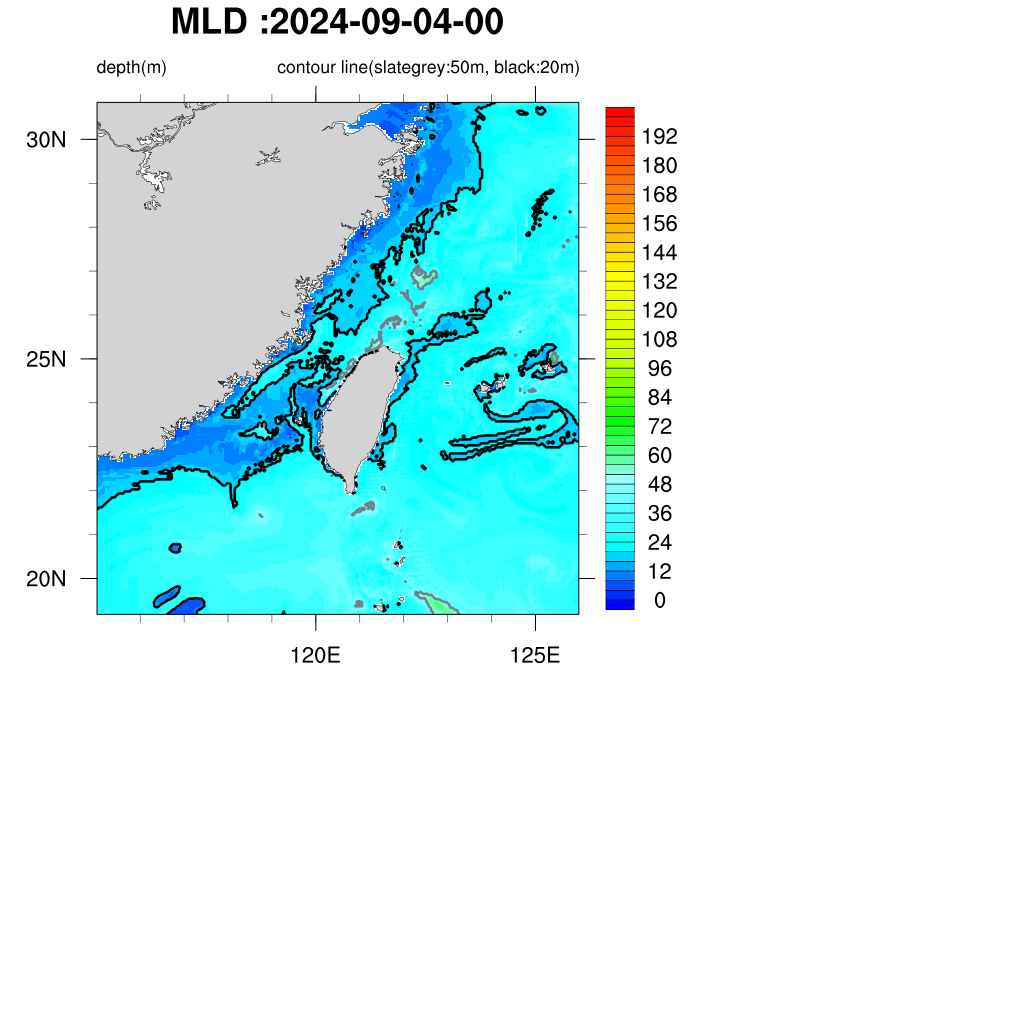 MLD :2024-09-04-00
depth(m)
contour line(slategrey:50m, black:20m)
30N
25N
20N
120E
125E
192
180
168
156
144
132
120
108
96
84
72
60
48
36
24
12
0